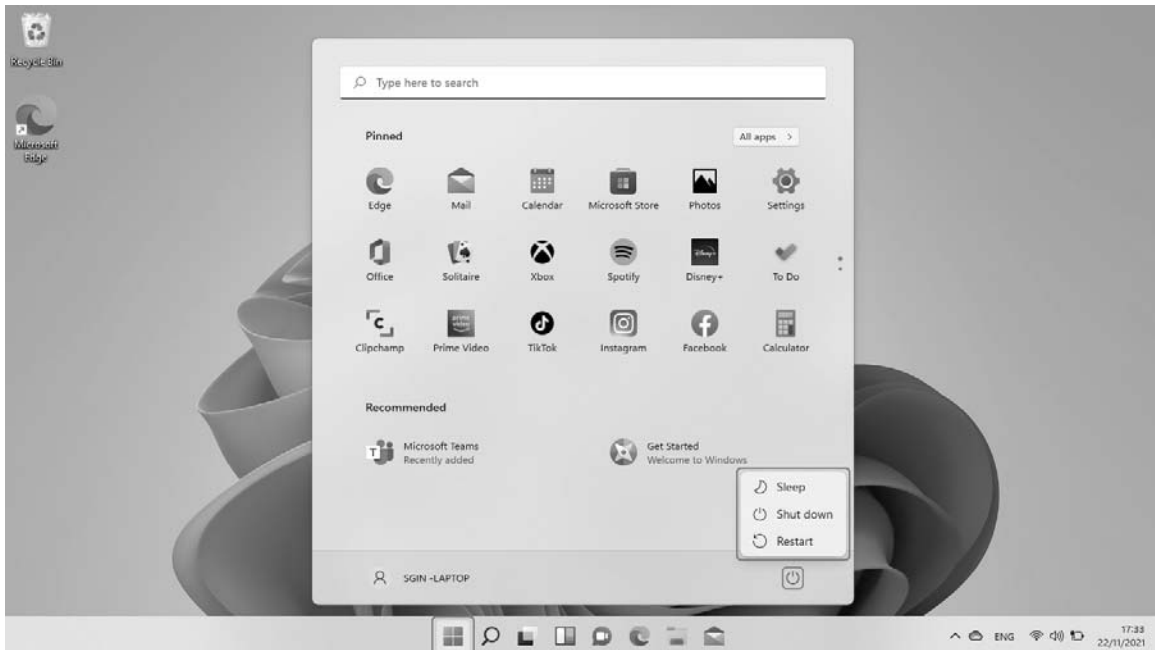 Recycle Bin
Microsoft
Edge
Type here to search
Pinned
All apps >
Edge Mail Calendar Microsoft Store Photos Settings
Office Solitaire Xbox Spotify Disney+ To Do
Clipchamp Prime Video TikTok Instagram Facebook Calculator
Recommended
Microsoft Teams
Recently added
Get Started
Welcome to Windows
Sleep
Shut down
Restart
SGIN -LAPTOP
ENG
17:33
22/11/2021